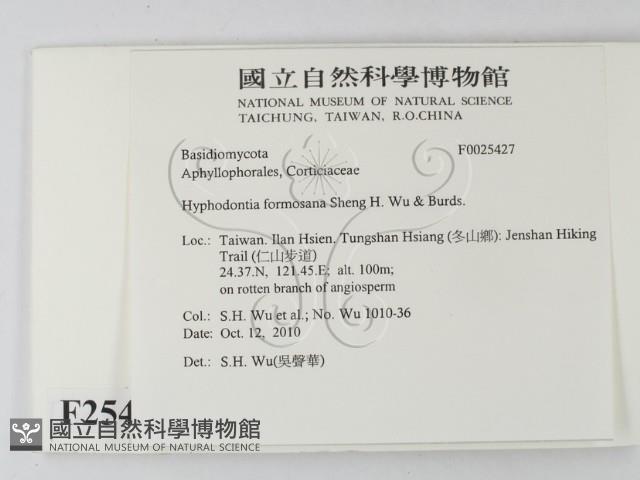 國立自然科學博物館
NATIONAL MUSEUM OF NATURAL SCIENCE
TAICHUNG, TAIWAN, R.O.CHINA
Basidiomycota F0025427
Aphyllophorales, Corticiaceae
Hyphodontia formosana Sheng H. Wu & Burds.
Loc.: Taiwan. Ilan Hsien, Tungshan Hsiang (冬山鄉): Jenshan Hiking
Trail (仁山步道)
24.37.N, 121.45.E; alt. 100m;
on rotten branch of angiosperm
Col.: S.H. Wu et al.; No. Wu 1010-36
Date: Oct. 12, 2010
Det.: S.H. Wu(吳聲華)
F254
國立自然科學博物館
NATIONAL MUSEUM OF NATURAL SCIENCE